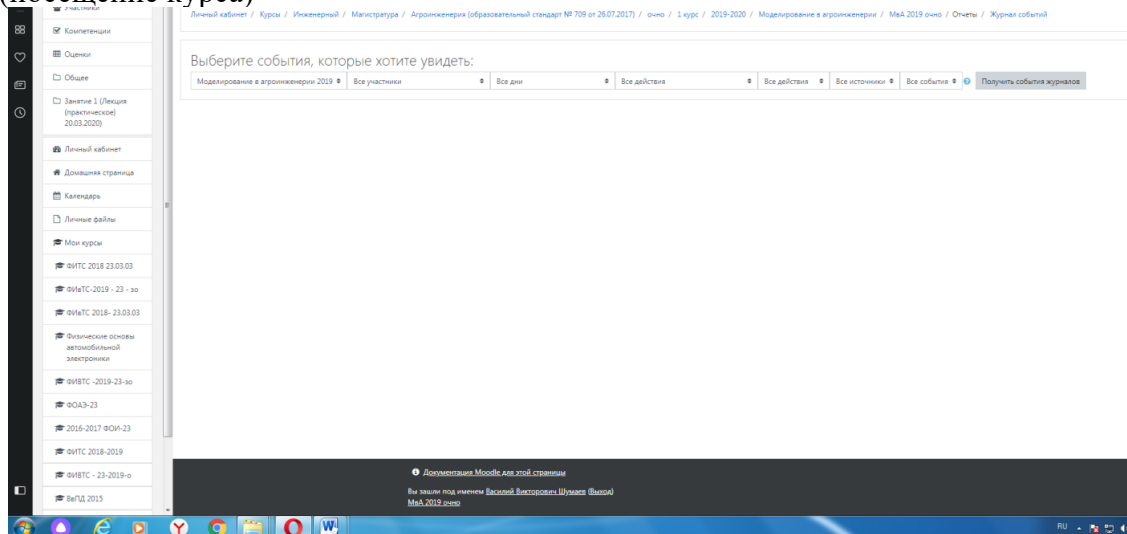 (посещение курса)
Участники
Компетенции
Оценки
Общее
Занятие 1 (Лекция
(практическое)
20.03.2020)
Личный кабинет
Домашняя страница
Календарь
Личные файлы
Мои курсы
ФИТС 2018 23.03.03
ФИвТС-2019 - 23 - зо
ФИвТС 2018- 23.03.03
Физические основы
автомобильной
электроники
ФИВТС -2019-23-зо
ФОАЭ-23
2016-2017 ФОИ-23
ФИТС 2018-2019
ФИВТС - 23-2019-о
ВеПД 2015
Личный кабинет / Курсы / Инженерный / Магистратура / Агроинженерия (образовательный стандарт № 709 от 26.07.2017) / очно / 1 курс / 2019-2020 / Моделирование в агроинженерии / МвА 2019 очно / Отчеты / Журнал событий
Выберите события, которые хотите увидеть:
Моделирование в агроинженерии 2019 Все участники Все дни Все действия Все действия Все источники Все события Получить события журналов
Документация Moodle для этой страницы
Вы зашли под именем Василий Викторович Шумаев (Выход)
МвА 2019 очно
RU